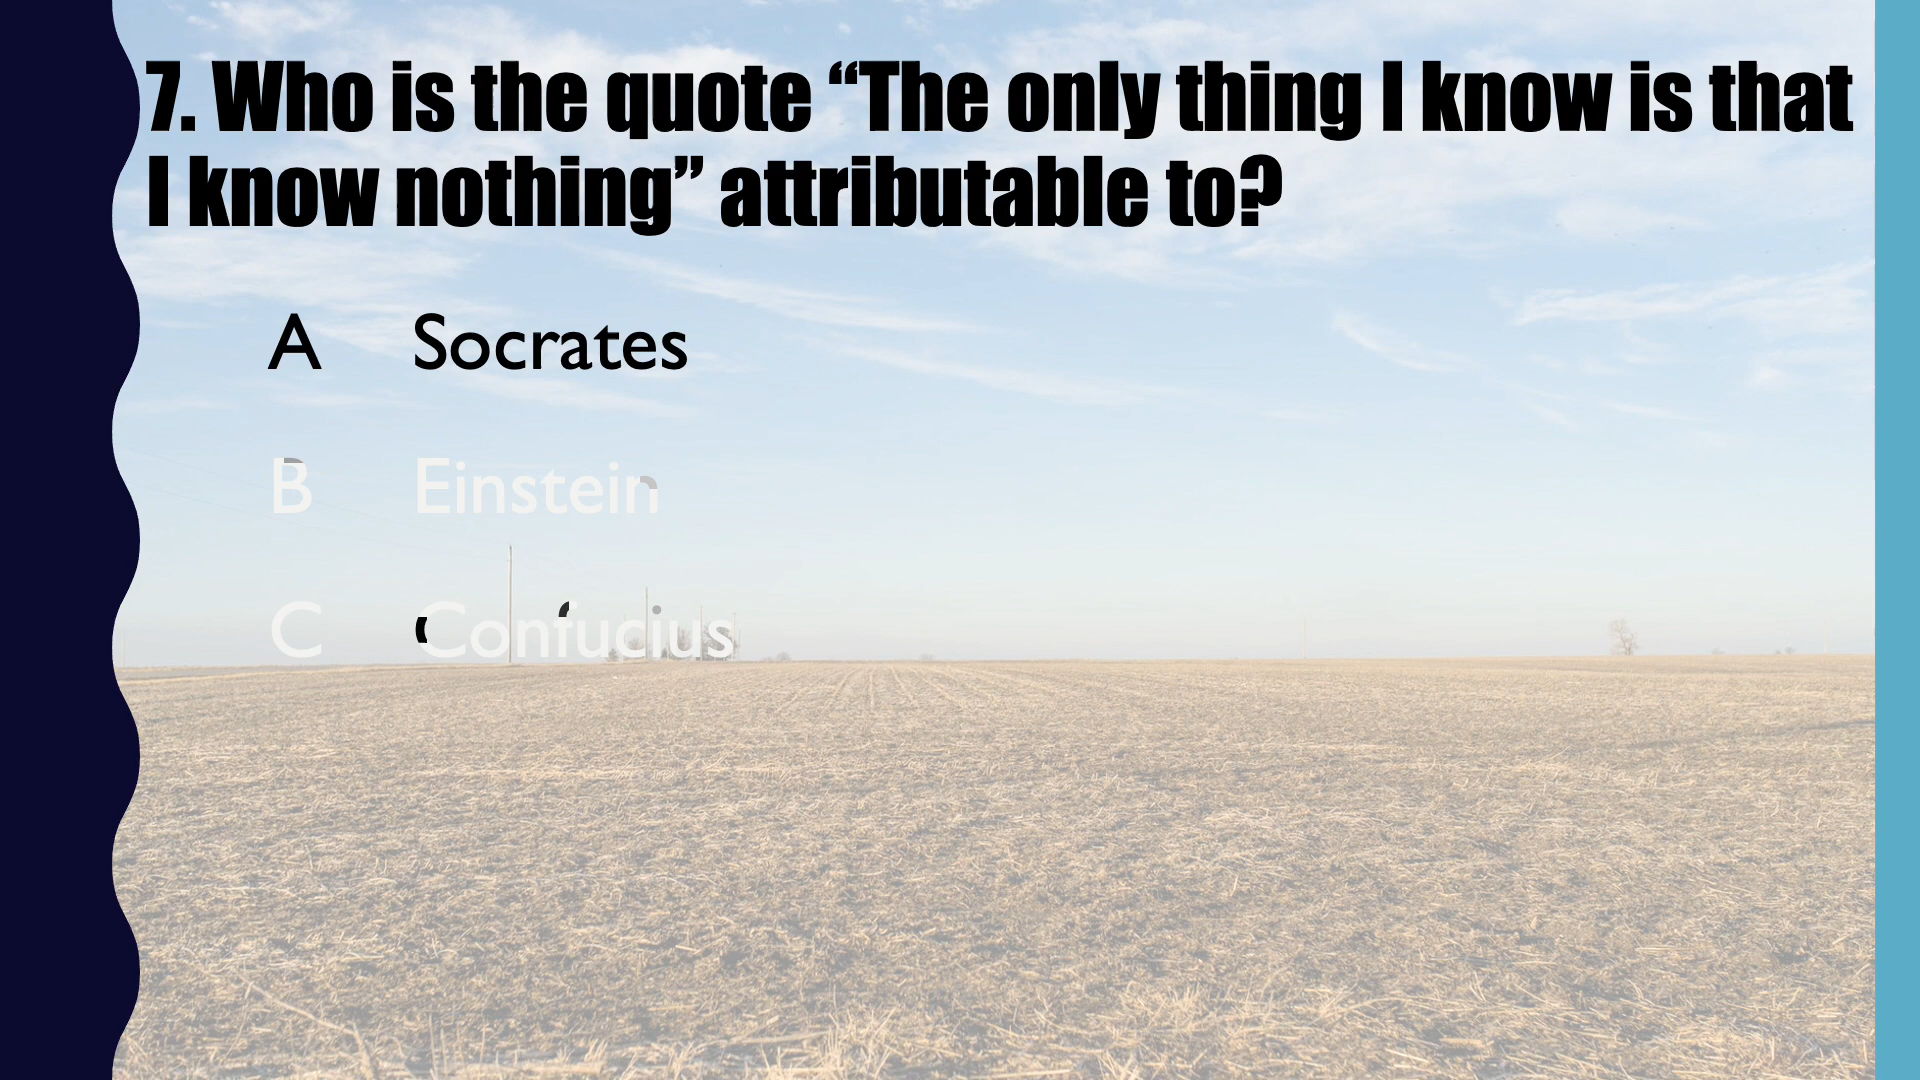 7. Who is the quote “The only thing I know is that
I know nothing” attributable to?
A Socrates
B Einstein
C Confucius